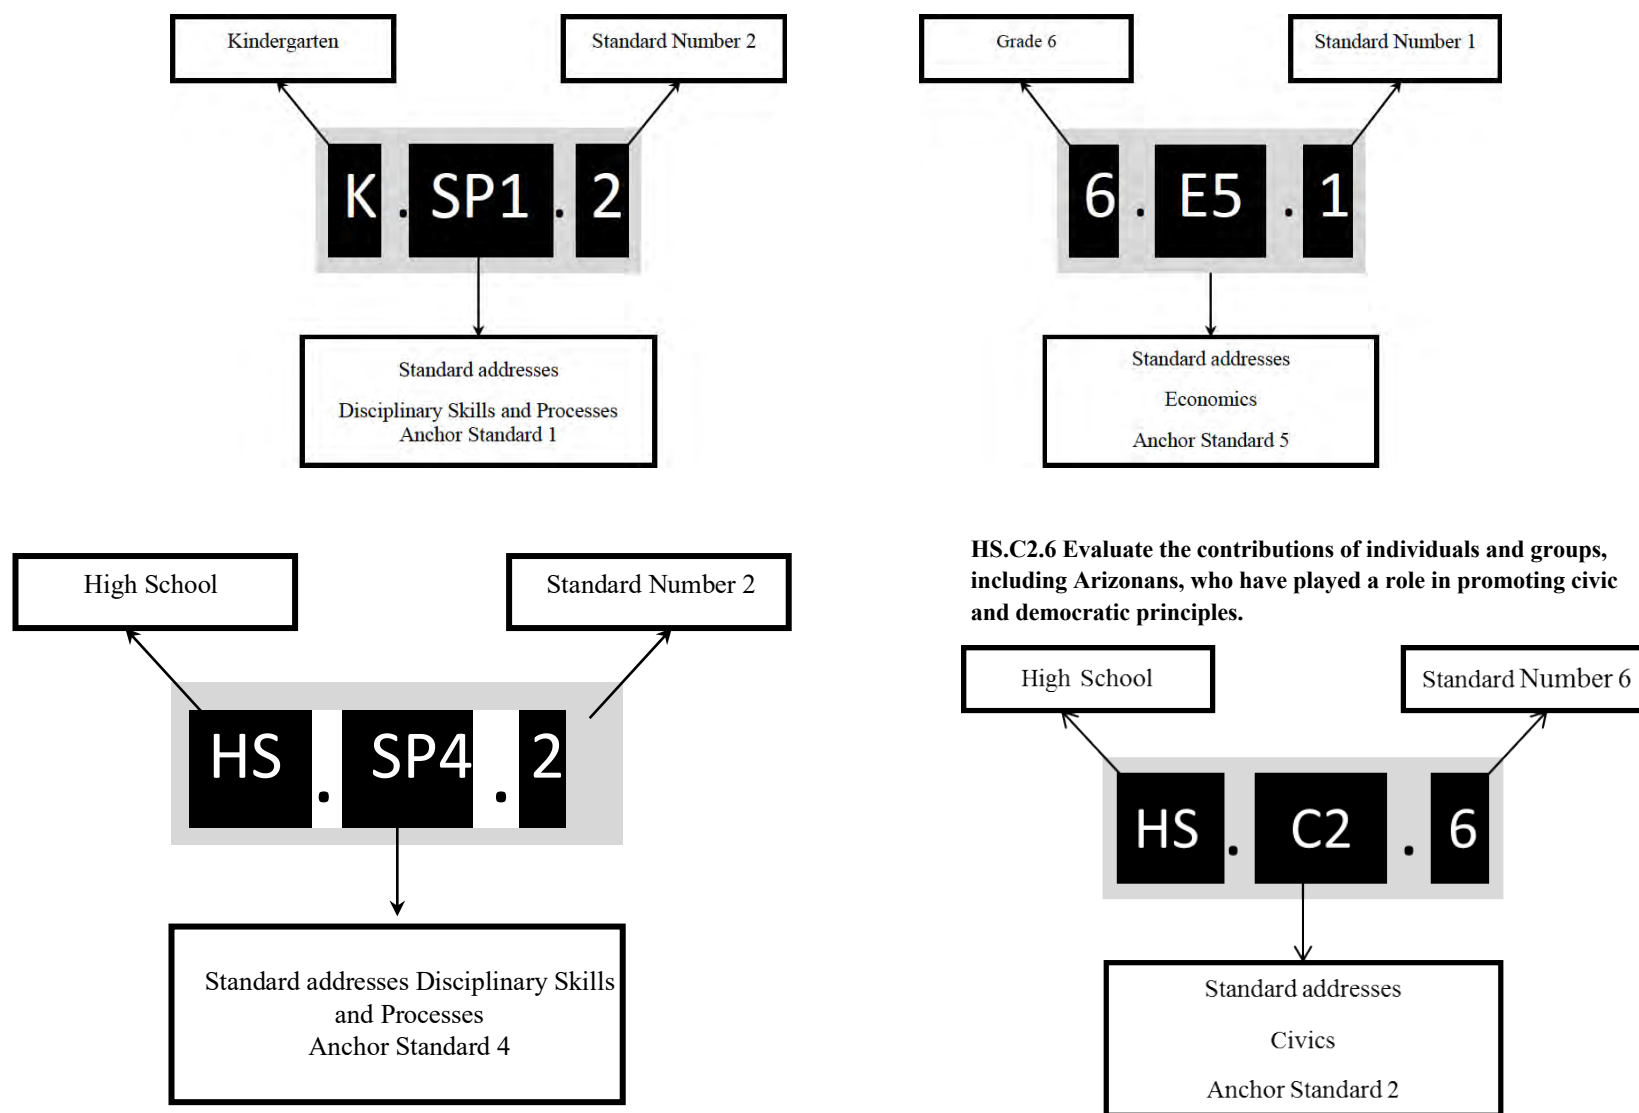 Kindergarten
Standard Number 2
K . SP1 . 2
Standard addresses
Disciplinary Skills and Processes
Anchor Standard 1
Grade 6
Standard Number 1
6 . E5 . 1
Standard addresses
Economics
Anchor Standard 5
High School
Standard Number 2
HS . SP4 . 2
Standard addresses Disciplinary Skills
and Processes
Anchor Standard 4
HS.C2.6 Evaluate the contributions of individuals and groups,
including Arizonans, who have played a role in promoting civic
and democratic principles.
High School
Standard Number 6
HS . C2 . 6
Standard addresses
Civics
Anchor Standard 2